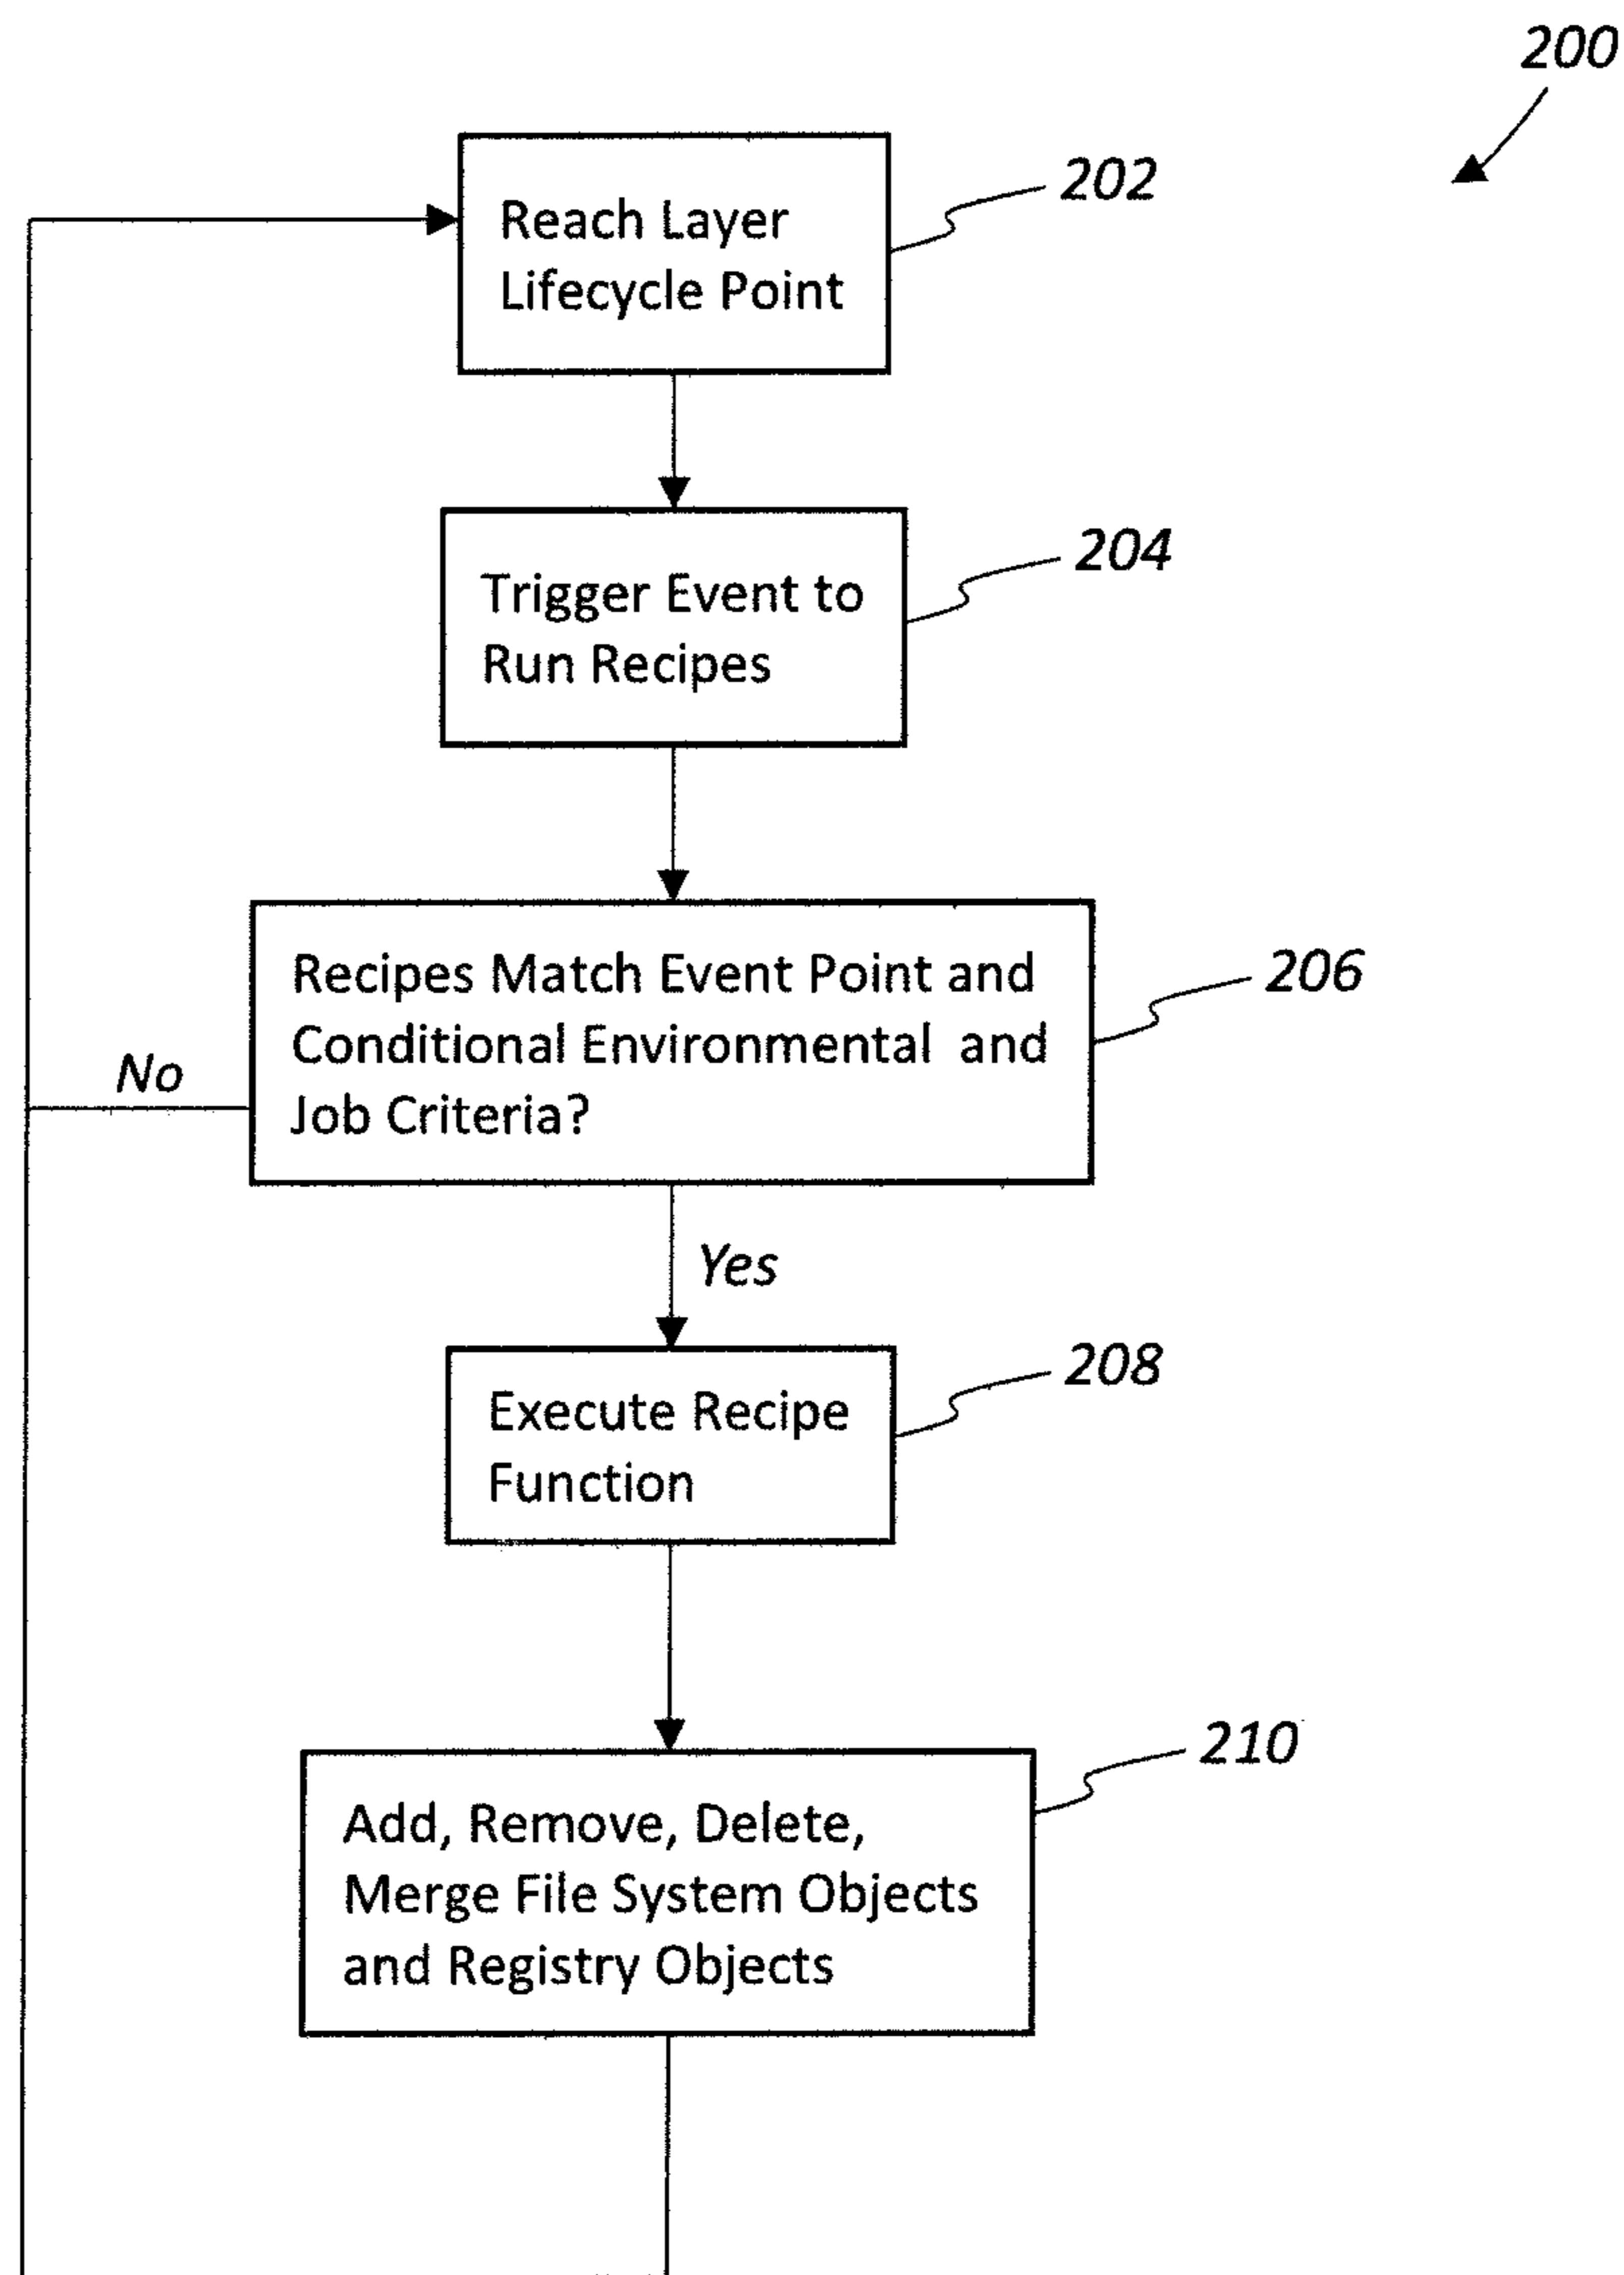 200
Reach Layer
Lifecycle Point
202
Trigger Event to
Run Recipes
204
Recipes Match Event Point and
Conditional Environmental and
Job Criteria?
206
No
Yes
Execute Recipe
Function
208
Add, Remove, Delete,
Merge File System Objects
and Registry Objects
210